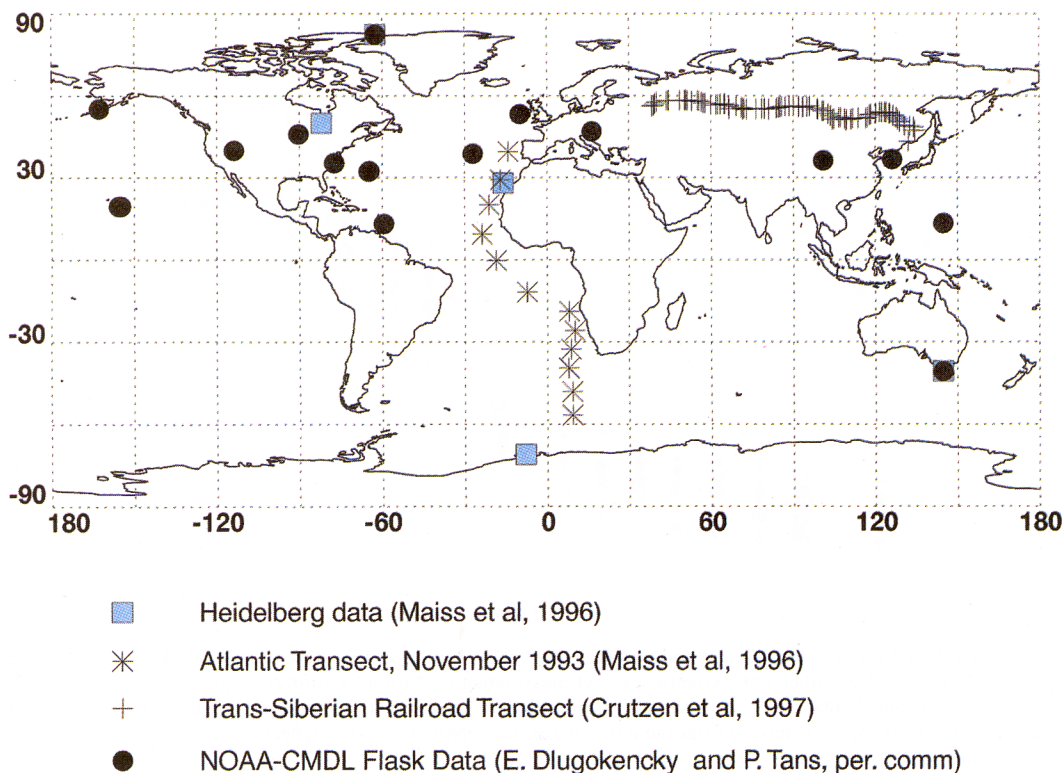 90
30
-30
-90
180 -120 -60 0 60 120 180
Heidelberg data (Maiss et al, 1996)
Atlantic Transect, November 1993 (Maiss et al, 1996)
Trans-Siberian Railroad Transect (Crutzen et al, 1997)
NOAA-CMDL Flask Data (E. Dlugokencky and P. Tans, per. comm)